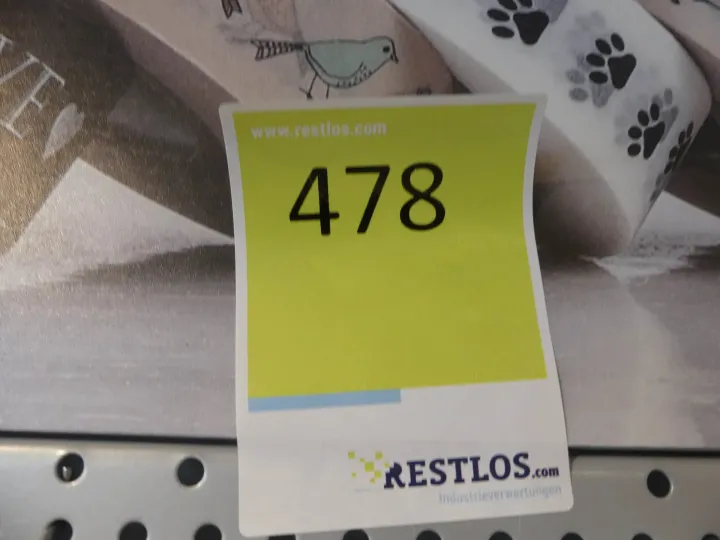 www.restlos.com
478
RESTLOS.com
Industrieverwertungen